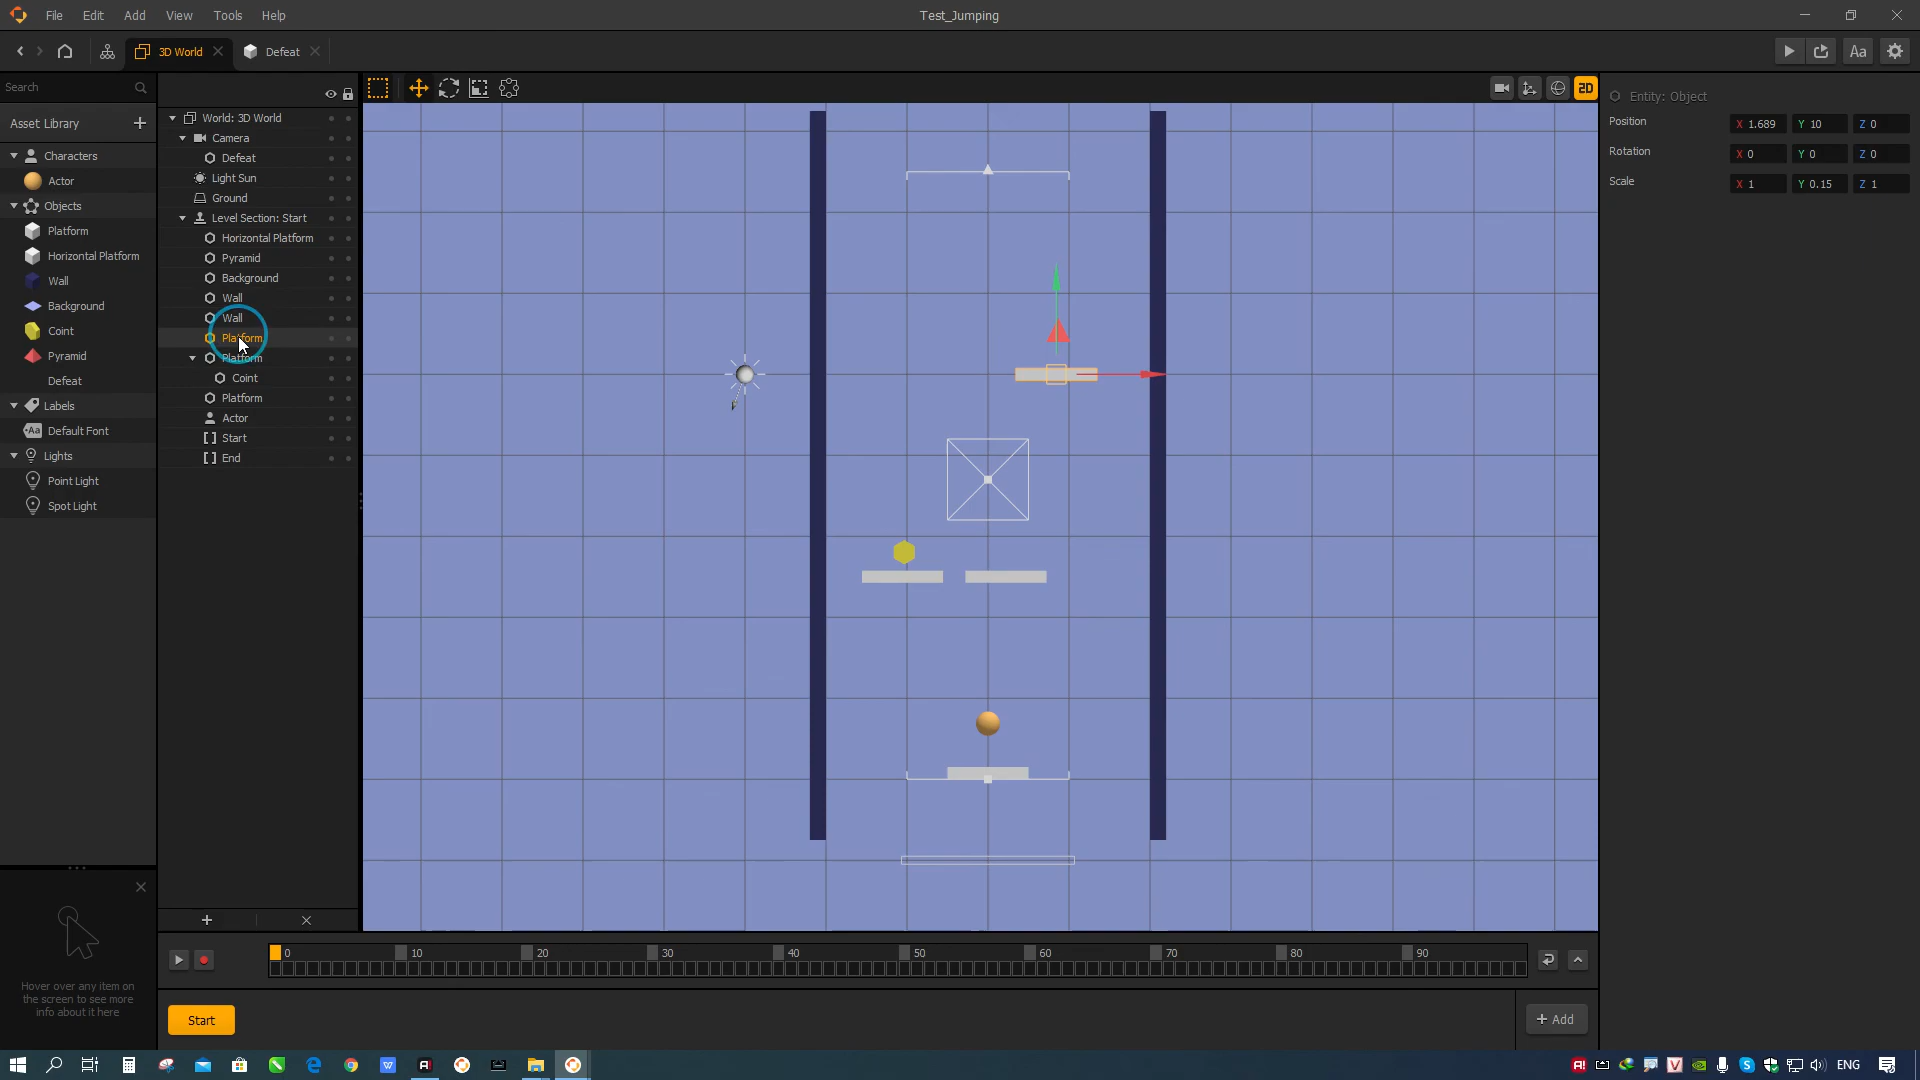 File Edit Add View Tools Help
Test_Jumping
3D World
Defeat
Aa
Search
Asset Library
Characters
Actor
Objects
Platform
Horizontal Platform
Wall
Background
Coint
Pyramid
Defeat
Labels
Aa Default Font
Lights
Point Light
Spot Light
Hover over any item on
the screen to see more
info about it here
World: 3D World
Camera
Defeat
Light Sun
Ground
Level Section: Start
Horizontal Platform
Pyramid
Background
Wall
Wall
Platform
Platform
Coint
Platform
Actor
Start
End
2D
Entity: Object
Position X 1.689 Y 10 Z 0
Rotation X 0 Y 0 Z 0
Scale X 1 Y 0.15 Z 1
0 10 20 30 40 50 60 70 80 90
Start
+ Add
ENG